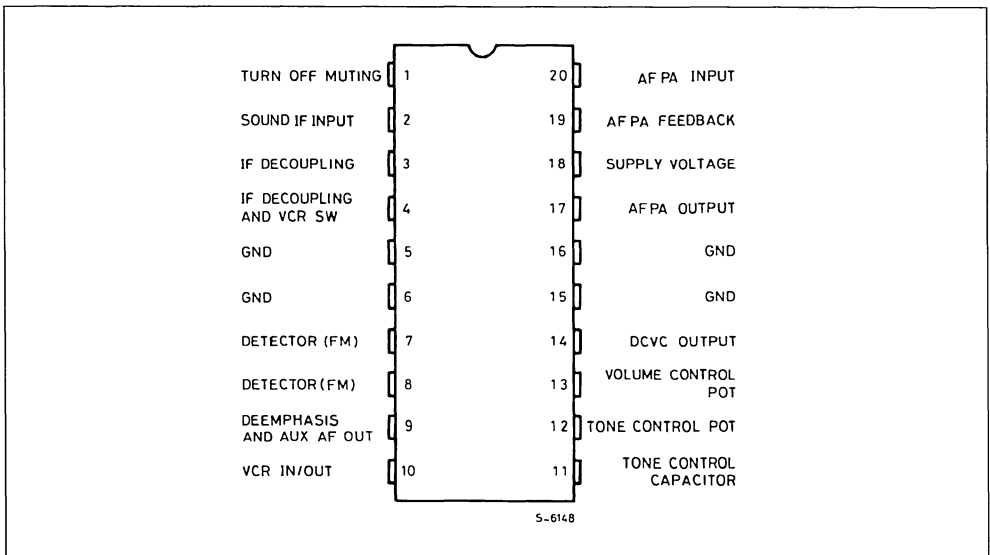 TURN OFF MUTING 1 20 AF PA INPUT
SOUND IF INPUT 2 19 AF PA FEEDBACK
IF DECOUPLING 3 18 SUPPLY VOLTAGE
IF DECOUPLING
AND VCR SW 4 17 AF PA OUTPUT
GND 5 16 GND
GND 6 15 GND
DETECTOR (FM) 7 14 DCVC OUTPUT
DETECTOR (FM) 8 13 VOLUME CONTROL
POT
DEEMPHASIS
AND AUX AF OUT 9 12 TONE CONTROL POT
VCR IN/OUT 10 11 TONE CONTROL
CAPACITOR
S-6148